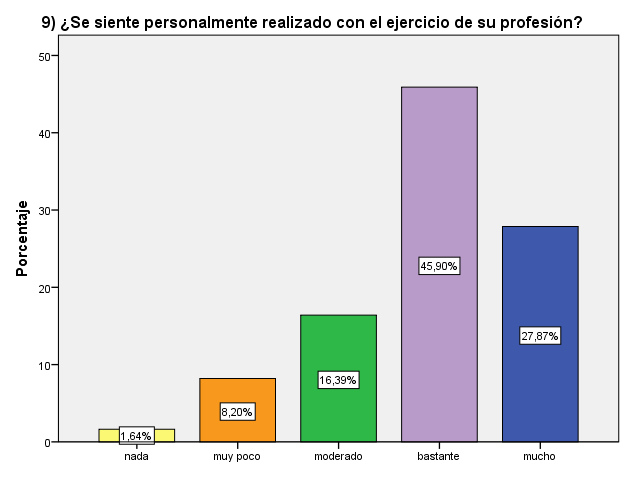 9) ¿Se siente personalmente realizado con el ejercicio de su profesión?
Porcentaje
50
40
30
20
10
0
1,64%
8,20%
16,39%
45,90%
27,87%
nada
muy poco
moderado
bastante
mucho